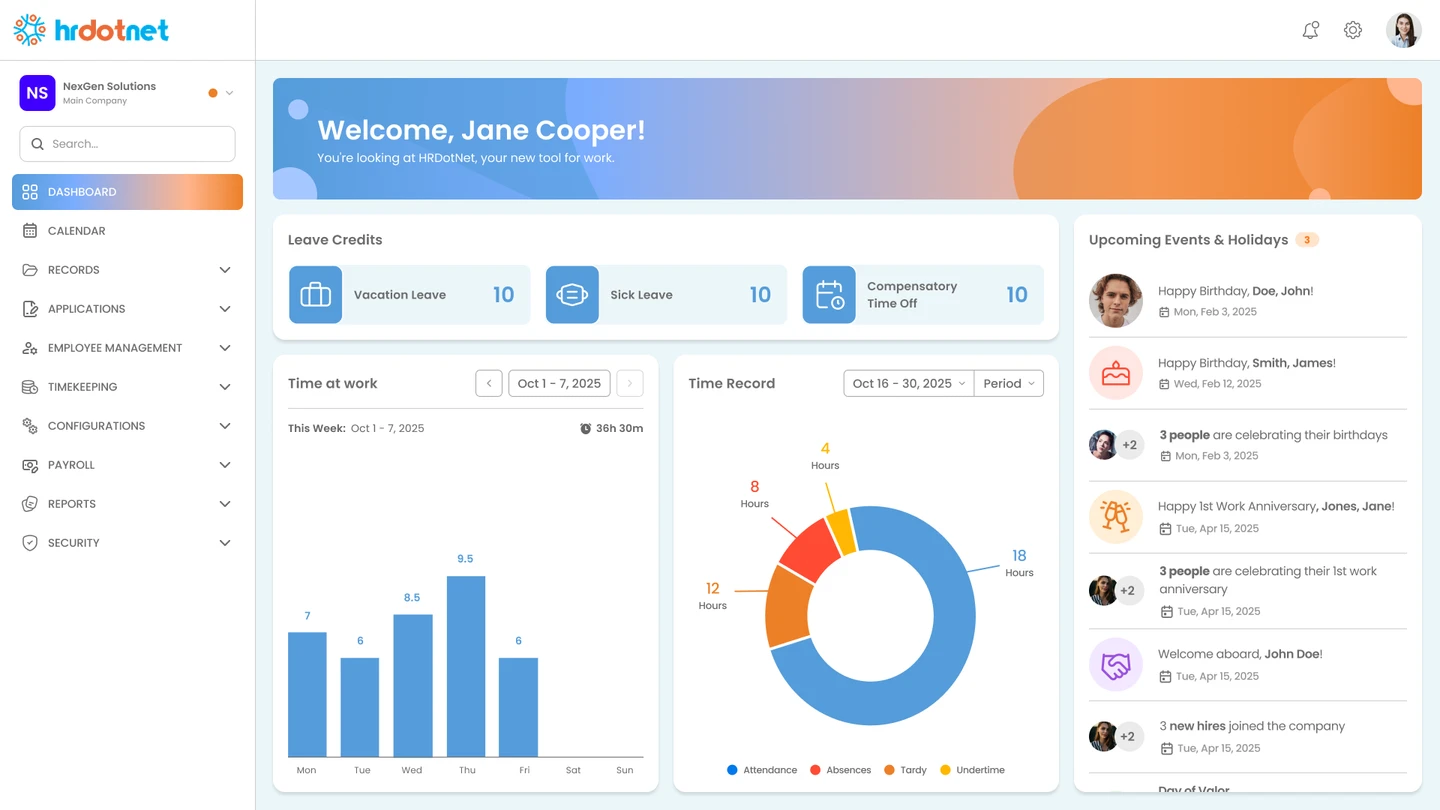 hrdotnet
NS
NexGen Solutions
Main Company
Search...
DASHBOARD
CALENDAR
RECORDS
APPLICATIONS
EMPLOYEE MANAGEMENT
TIMEKEEPING
CONFIGURATIONS
PAYROLL
REPORTS
SECURITY
Welcome, Jane Cooper!
You're looking at HRDotNet, your new tool for work.
Leave Credits
Vacation Leave 10
Sick Leave 10
Compensatory
Time Off
10
Time at work
Oct 1 - 7, 2025
This Week: Oct 1 - 7, 2025
36h 30m
7
6
8.5
9.5
6
Mon Tue Wed Thu Fri Sat Sun
Time Record
Oct 16 - 30, 2025
Period
4
Hours
8
Hours
18
Hours
12
Hours
Attendance Absences Tardy Undertime
Upcoming Events & Holidays 3
Happy Birthday, Doe, John!
Mon, Feb 3, 2025
Happy Birthday, Smith, James!
Wed, Feb 12, 2025
+2
3 people are celebrating their birthdays
Mon, Feb 3, 2025
Happy 1st Work Anniversary, Jones, Jane!
Tue, Apr 15, 2025
+2
3 people are celebrating their 1st work
anniversary
Tue, Apr 15, 2025
Welcome aboard, John Doe!
Tue, Apr 15, 2025
+2
3 new hires joined the company
Tue, Apr 15, 2025
Day of Valor